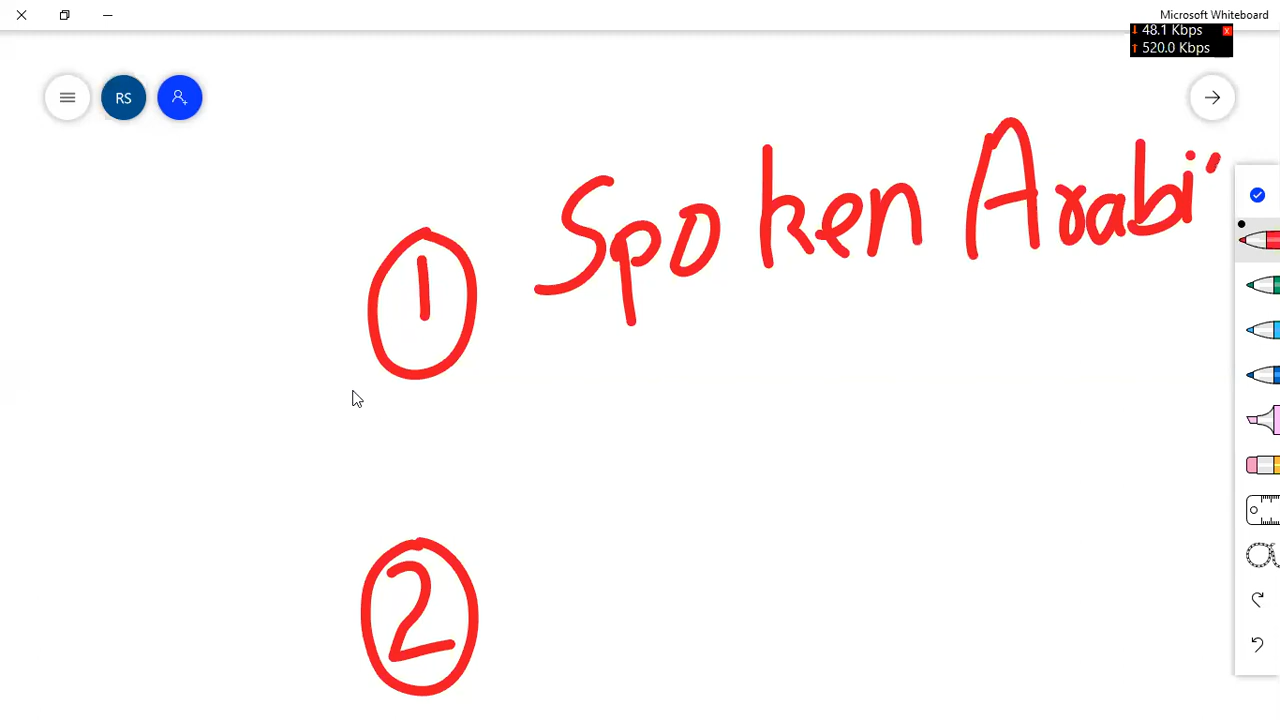 Microsoft Whiteboard
48.1 Kbps x
520.0 Kbps
RS
1 Spoken Arabi
2